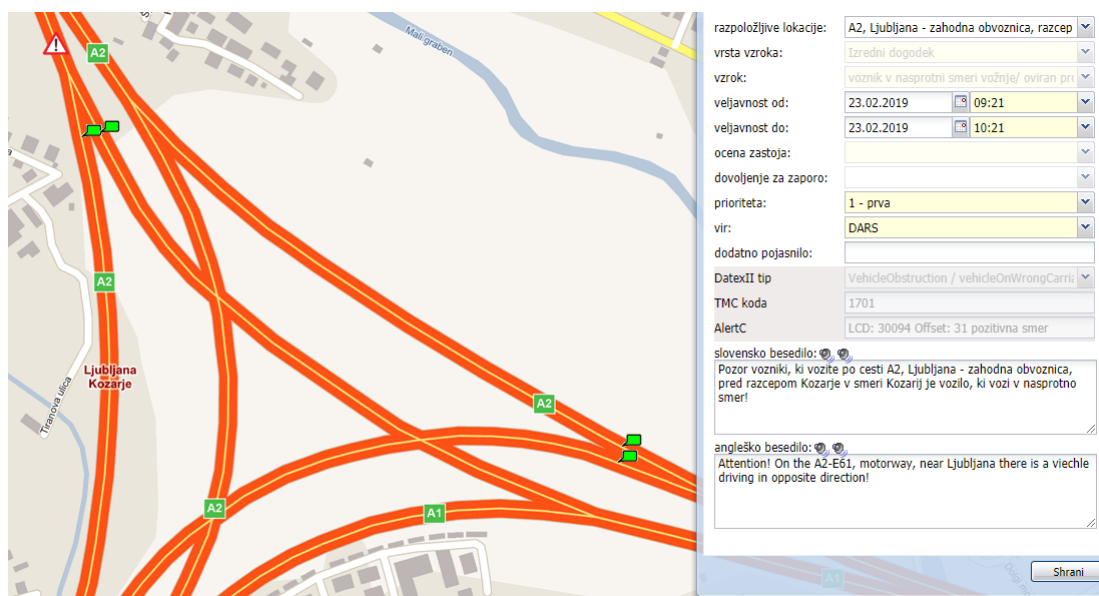 Mali graben
A2
A2
Ljubljana
Kozarje
Tiranova ulica
A2
A2
A1
A1
razpoložljive lokacije: A2, Ljubljana - zahodna obvoznica, razcep
vrsta vzroka: Izredni dogodek
vzrok: voznik v nasprotni smeri vožnje/ oviran pro
veljavnost od: 23.02.2019 09:21
veljavnost do: 23.02.2019 10:21
ocena zastoja:
dovoljenje za zaporo:
prioriteta: 1 - prva
vir: DARS
dodatno pojasnilo:
DatexII tip VehicleObstruction / vehicleOnWrongCarria
TMC koda 1701
AlertC LCD: 30094 Offset: 31 pozitivna smer
slovensko besedilo:
Pozor vozniki, ki vozite po cesti A2, Ljubljana - zahodna obvoznica,
pred razcepom Kozarje v smeri Kozarij je vozilo, ki vozi v nasprotno
smer!
angleško besedilo:
Attention! On the A2-E61, motorway, near Ljubljana there is a viechle
driving in opposite direction!
Shrani